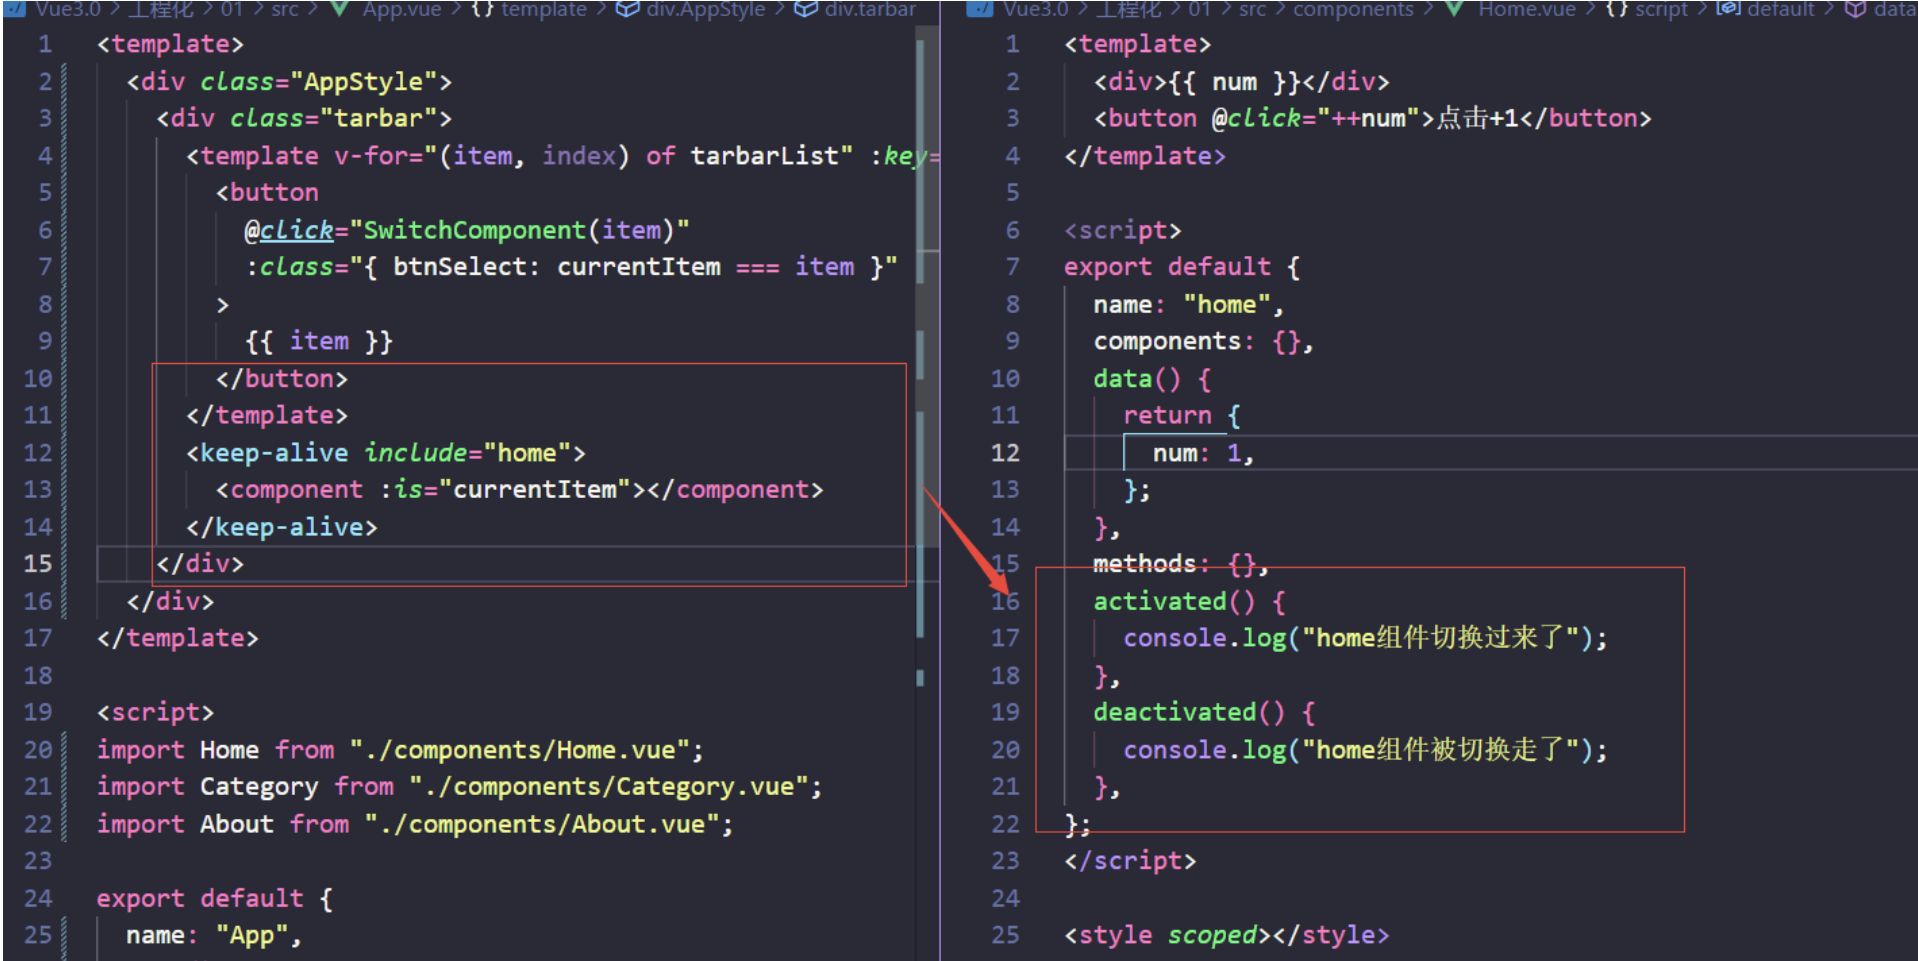 Vue3.0 > 工程化 > 01 > src > App.vue > {} template > div.AppStyle > div.tarbar
1 <template>
2 <div class="AppStyle">
3 <div class="tarbar">
4 <template v-for="(item, index) of tarbarList" :key=
5 <button
6 @click="SwitchComponent(item)"
7 :class="{ btnSelect: currentItem === item }"
8 >
9 {{ item }}
10 </button>
11 </template>
12 <keep-alive include="home">
13 <component :is="currentItem"></component>
14 </keep-alive>
15 </div>
16 </div>
17 </template>
18
19 <script>
20 import Home from "./components/Home.vue";
21 import Category from "./components/Category.vue";
22 import About from "./components/About.vue";
23
24 export default {
25 name: "App",
Vue3.0 > 工程化 > 01 > src > components > Home.vue > {} script > default > data
1 <template>
2 <div>{{ num }}</div>
3 <button @click="++num">点击+1</button>
4 </template>
5
6 <script>
7 export default {
8 name: "home",
9 components: {},
10 data() {
11 return {
12 num: 1,
13 };
14 },
15 methods: {},
16 activated() {
17 console.log("home组件切换过来了");
18 },
19 deactivated() {
20 console.log("home组件被切换走了");
21 },
22 };
23 </script>
24
25 <style scoped></style>